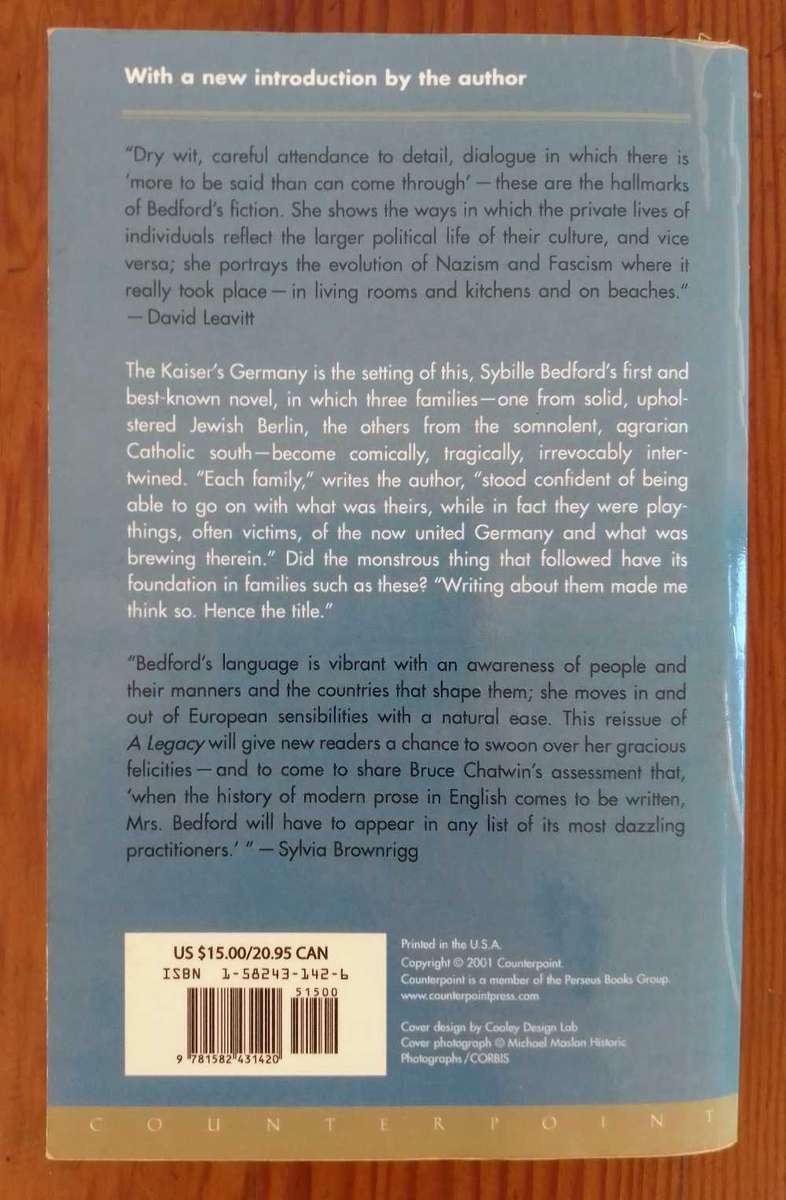 With a new introduction by the author
“Dry wit, careful attendance to detail, dialogue in which there is
‘more to be said than can come through’ — these are the hallmarks
of Bedford’s fiction. She shows the ways in which the private lives of
individuals reflect the larger political life of their culture, and vice
versa; she portrays the evolution of Nazism and Fascism where it
really took place — in living rooms and kitchens and on beaches.”
— David Leavitt
The Kaiser’s Germany is the setting of this, Sybille Bedford’s first and
best-known novel, in which three families—one from solid, uphol-
stered Jewish Berlin, the others from the somnolent, agrarian
Catholic south—become comically, tragically, irrevocably inter-
twined. “Each family,” writes the author, “stood confident of being
able to go on with what was theirs, while in fact they were play-
things, often victims, of the now united Germany and what was
brewing therein.” Did the monstrous thing that followed have its
foundation in families such as these? “Writing about them made me
think so. Hence the title.”
“Bedford’s language is vibrant with an awareness of people and
their manners and the countries that shape them; she moves in and
out of European sensibilities with a natural ease. This reissue of
A Legacy will give new readers a chance to swoon over her gracious
felicities — and to come to share Bruce Chatwin’s assessment that,
‘when the history of modern prose in English comes to be written,
Mrs. Bedford will have to appear in any list of its most dazzling
practitioners.’ ” — Sylvia Brownrigg
US $15.00/20.95 CAN
ISBN 1-58243-142-6
51500
9 781582 431420
Printed in the U.S.A.
Copyright © 2001 Counterpoint.
Counterpoint is a member of the Perseus Books Group.
www.counterpointpress.com
Cover design by Cooley Design Lab
Cover photograph © Michael Maslan Historic
Photographs/CORBIS
COUNTERPOINT